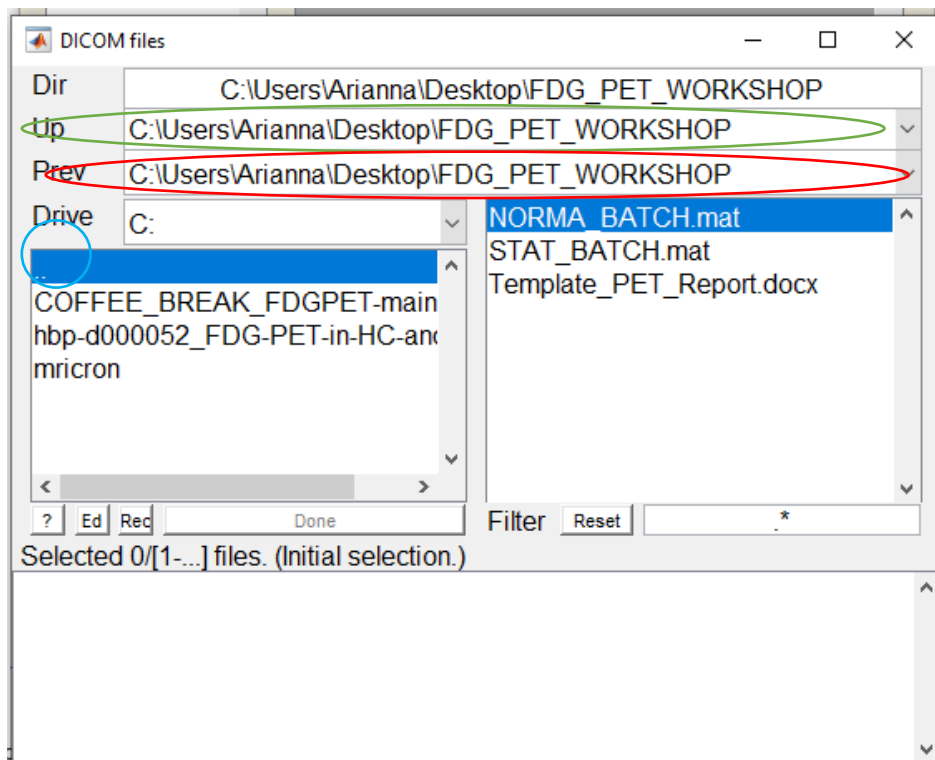 DICOM files
Dir C:\Users\Arianna\Desktop\FDG_PET_WORKSHOP
Up C:\Users\Arianna\Desktop\FDG_PET_WORKSHOP
Prev C:\Users\Arianna\Desktop\FDG_PET_WORKSHOP
Drive C:
..
COFFEE_BREAK_FDGPET-main
hbp-d000052_FDG-PET-in-HC-and
mricron
NORMA_BATCH.mat
STAT_BATCH.mat
Template_PET_Report.docx
? Ed Rec Done
Filter Reset .*
Selected 0/[1-...] files. (Initial selection.)